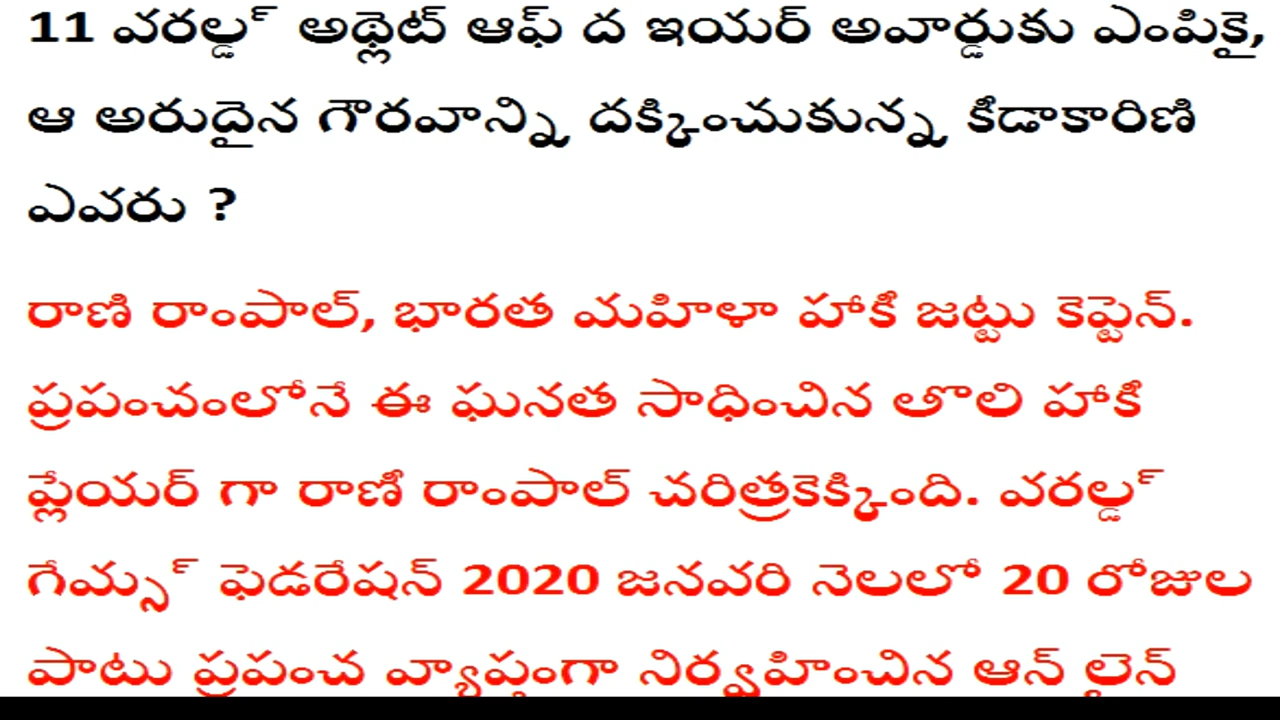 11 వరల్డ్ అథ్లెట్ ఆఫ్ ద ఇయర్ అవార్డుకు ఎంపికై,
ఆ అరుదైన గౌరవాన్ని దక్కించుకున్న కిడాకారిణి
ఎవరు ?
రాణి రాంపాల్, భారత మహిళా హాకీ జట్టు కెప్టెన్.
ప్రపంచంలోనే ఈ ఘనత సాధించిన తొలి హాకీ
ప్లేయర్ గా రాణీ రాంపాల్ చరిత్రకెక్కింది. వరల్డ్
గేమ్స్ ఫెడరేషన్ 2020 జనవరి నెలలో 20 రోజుల
పాటు ప్రపంచ వ్యాప్తంగా నిర్వహించిన ఆన్ లైన్